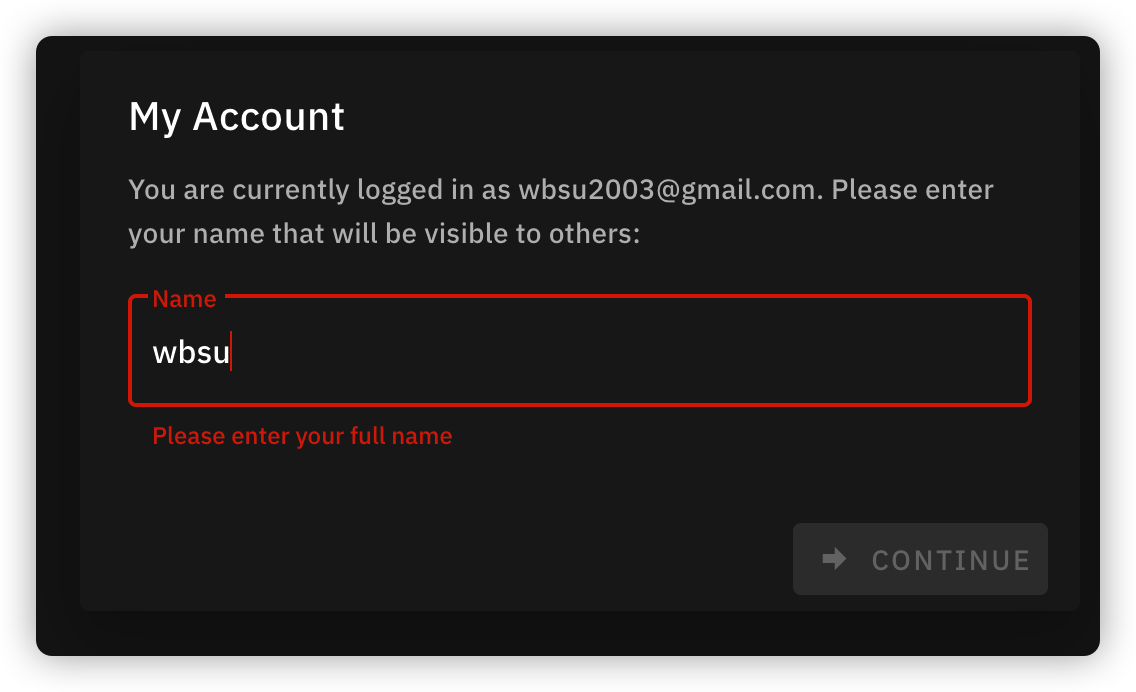 My Account
You are currently logged in as wbsu2003@gmail.com. Please enter
your name that will be visible to others:
Name
wbsu
Please enter your full name
CONTINUE